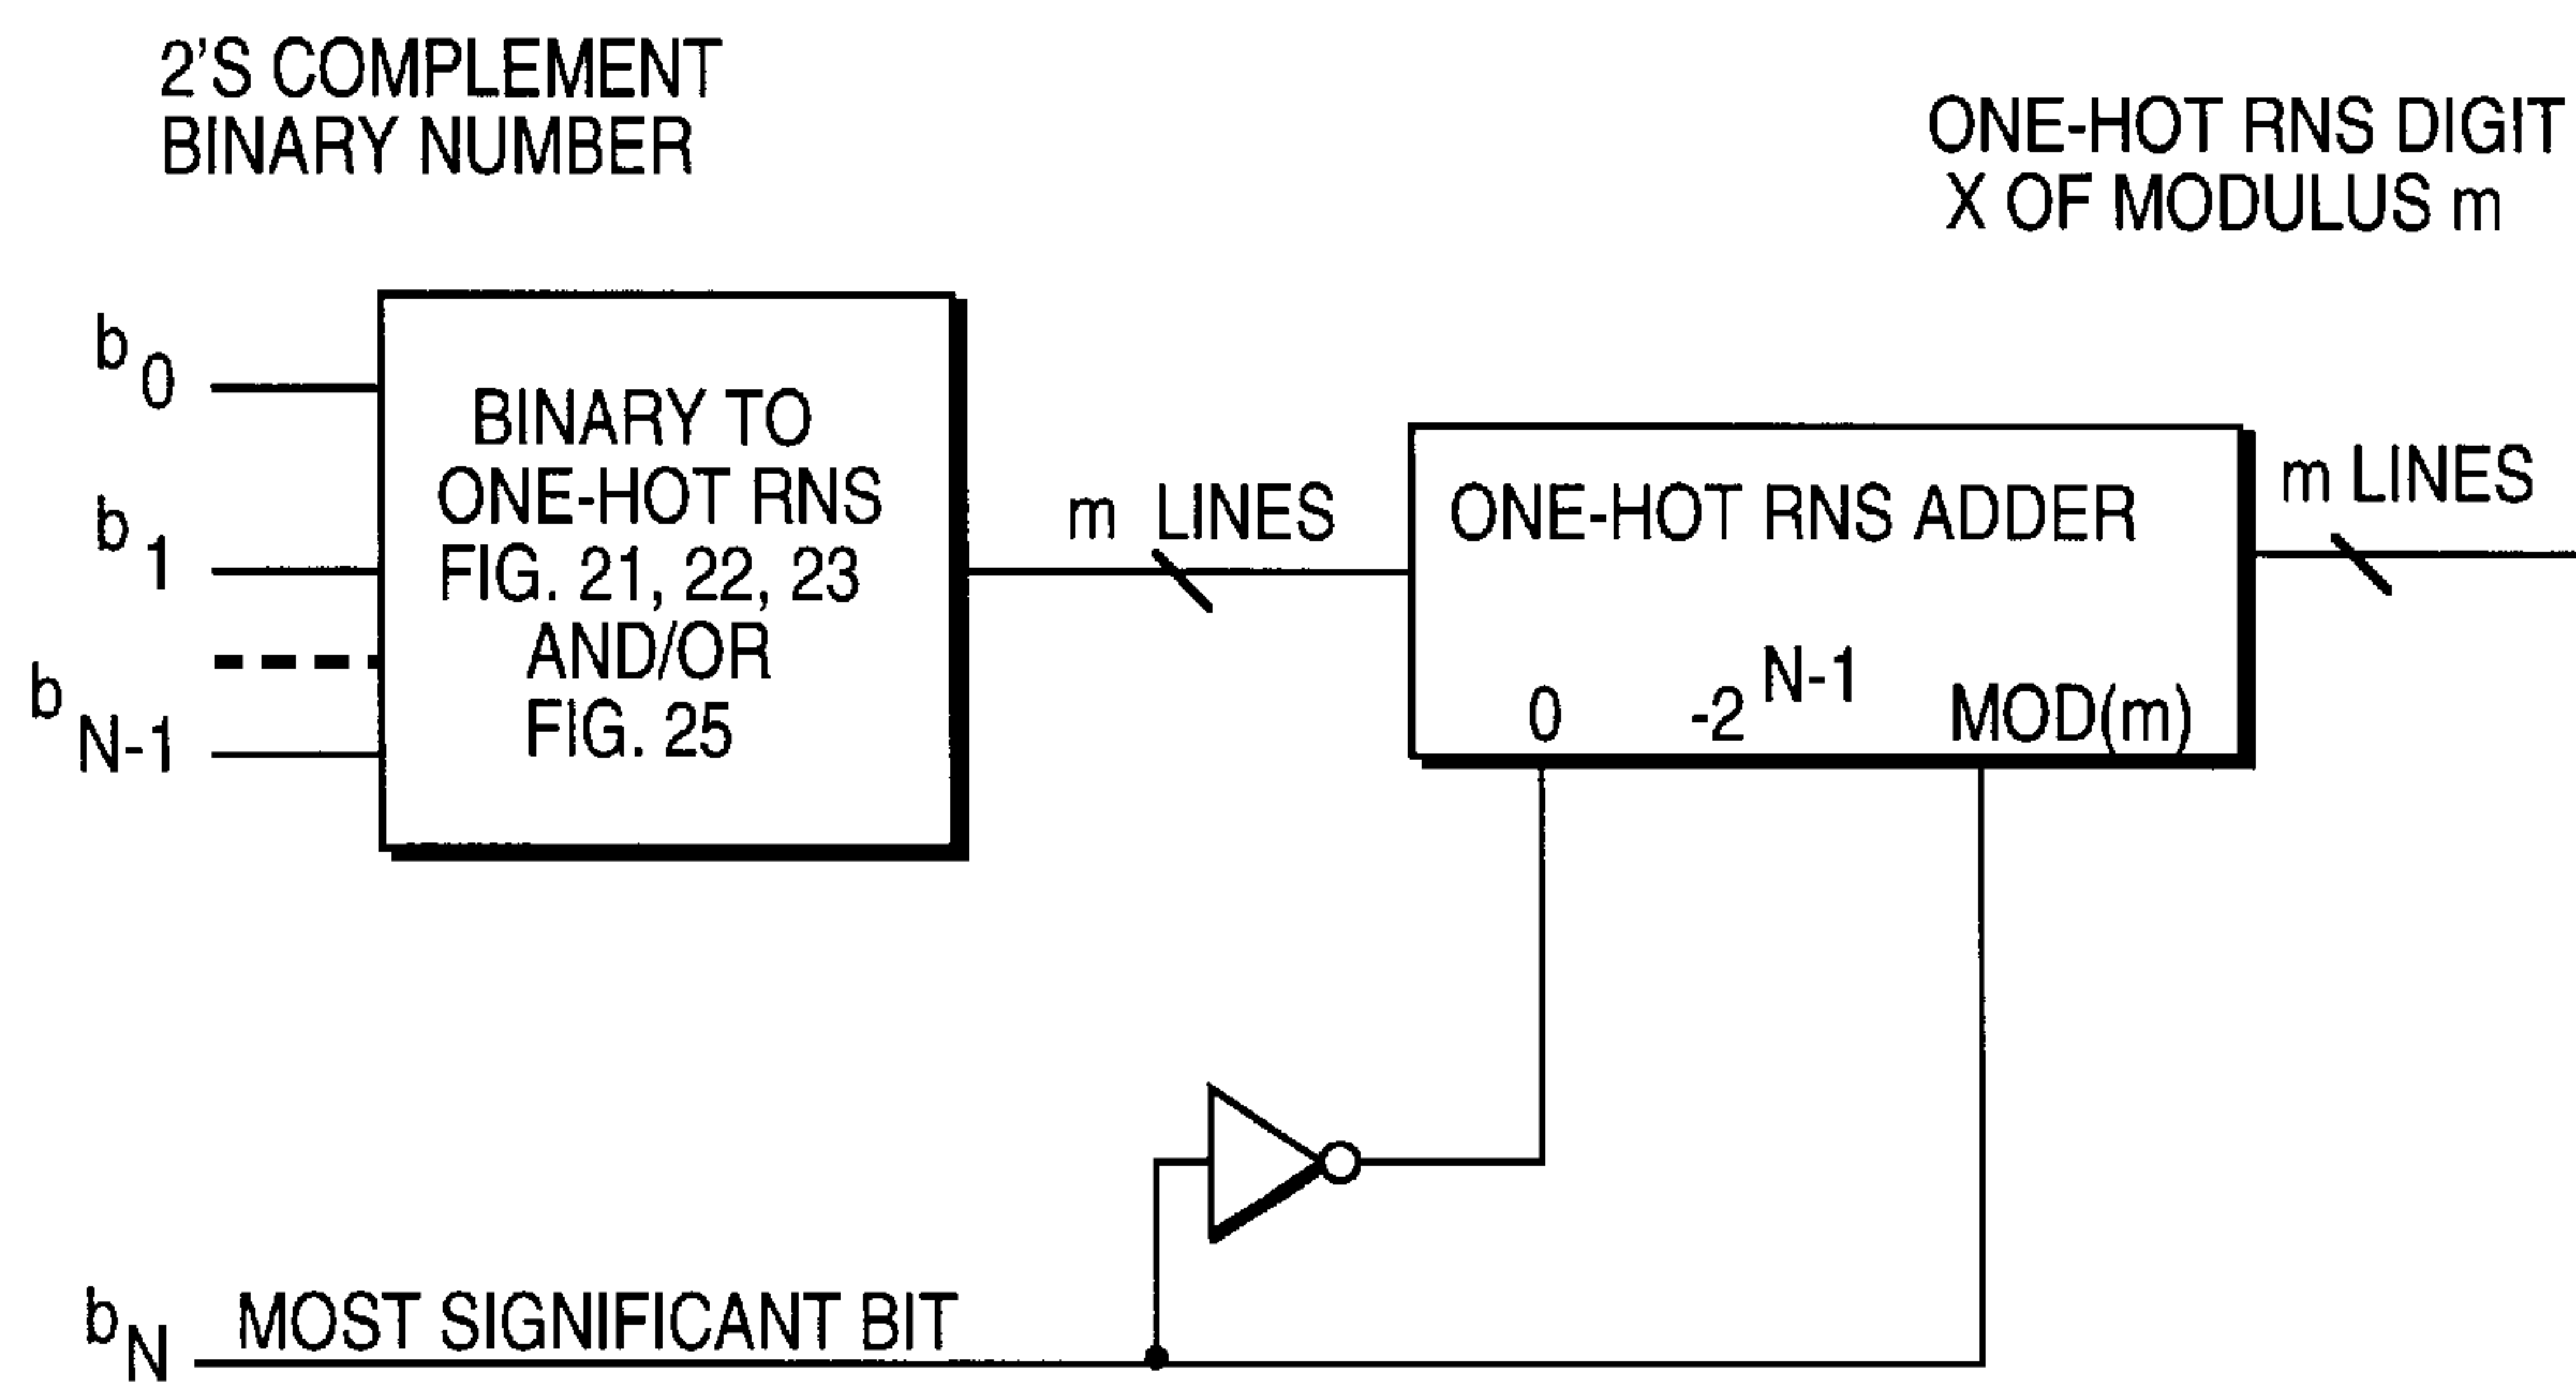 2'S COMPLEMENT
BINARY NUMBER
ONE-HOT RNS DIGIT
X OF MODULUS m
b0
b1
bN-1
BINARY TO
ONE-HOT RNS
FIG. 21, 22, 23
AND/OR
FIG. 25
m LINES
ONE-HOT RNS ADDER
0 -2^N-1 MOD(m)
m LINES
bN MOST SIGNIFICANT BIT